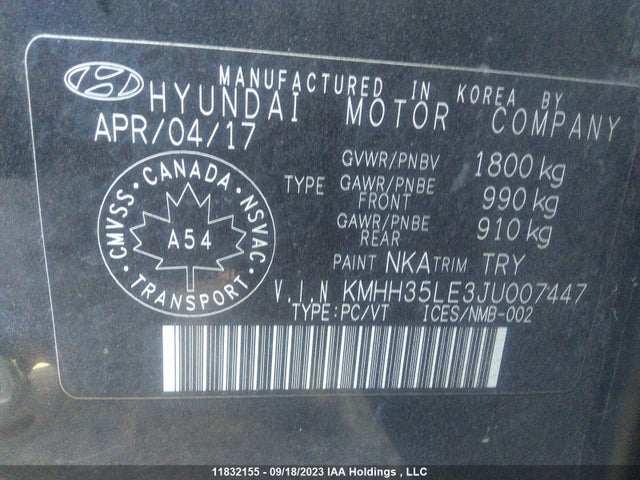 MANUFACTURED IN KOREA BY
HYUNDAI MOTOR COMPANY
APR/04/17
GVWR/PNBV 1800 kg
TYPE GAWR/PNBE FRONT 990 kg
GAWR/PNBE REAR 910 kg
CMVSS · CANADA · NSVAC
A54
TRANSPORT
PAINT NKA TRIM TRY
V.I.N KMHH35LE3JU007447
TYPE:PC/VT ICES/NMB-002
11832155 - 09/18/2023 IAA Holdings , LLC